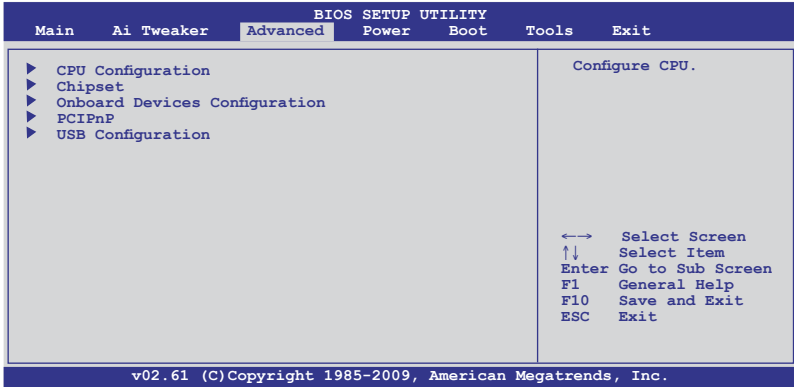 BIOS SETUP UTILITY
Main Ai Tweaker Advanced Power Boot Tools Exit
CPU Configuration
Chipset
Onboard Devices Configuration
PCIPnP
USB Configuration
Configure CPU.
←→ Select Screen
↑↓ Select Item
Enter Go to Sub Screen
F1 General Help
F10 Save and Exit
ESC Exit
v02.61 (C)Copyright 1985-2009, American Megatrends, Inc.